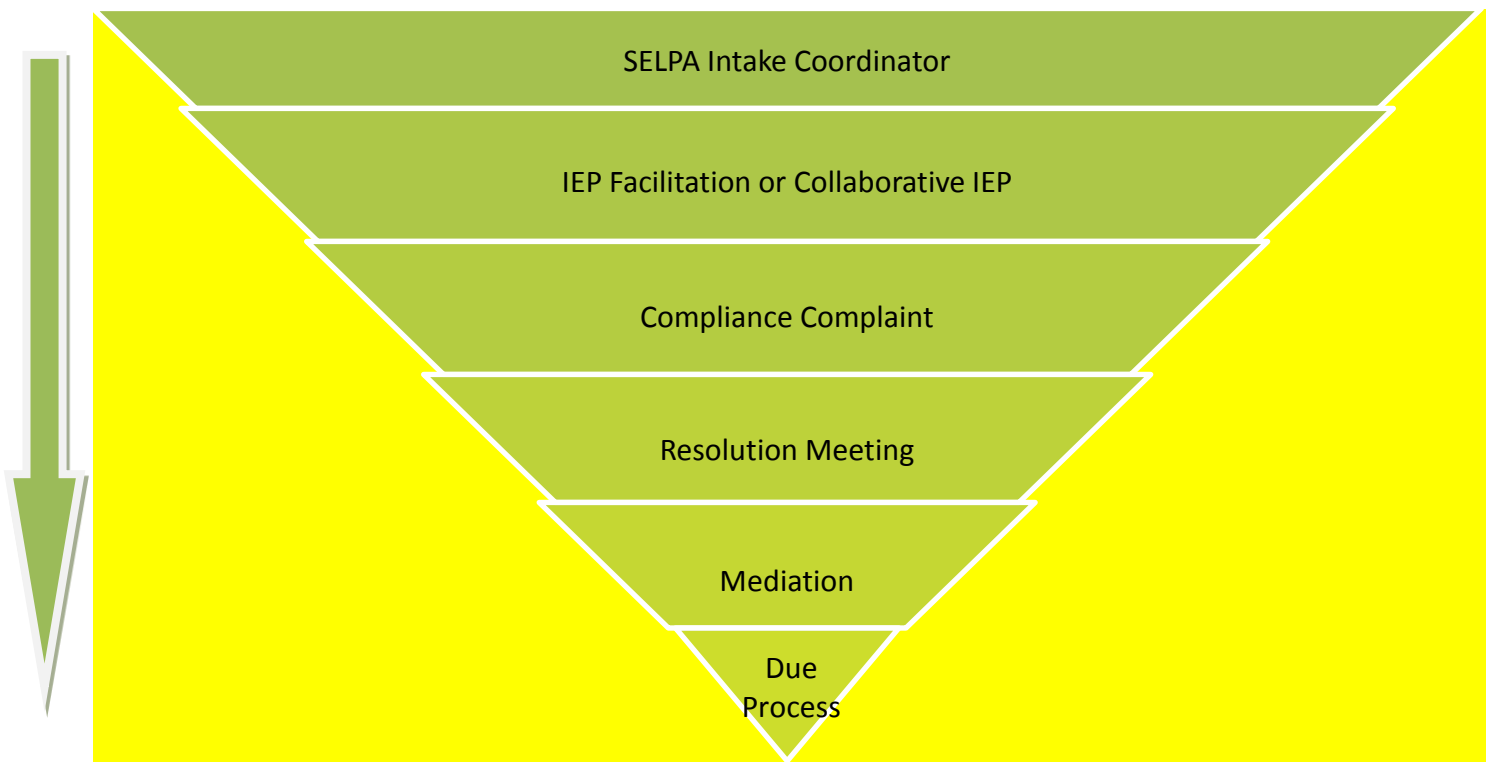 SELPA Intake Coordinator
IEP Facilitation or Collaborative IEP
Compliance Complaint
Resolution Meeting
Mediation
Due
Process